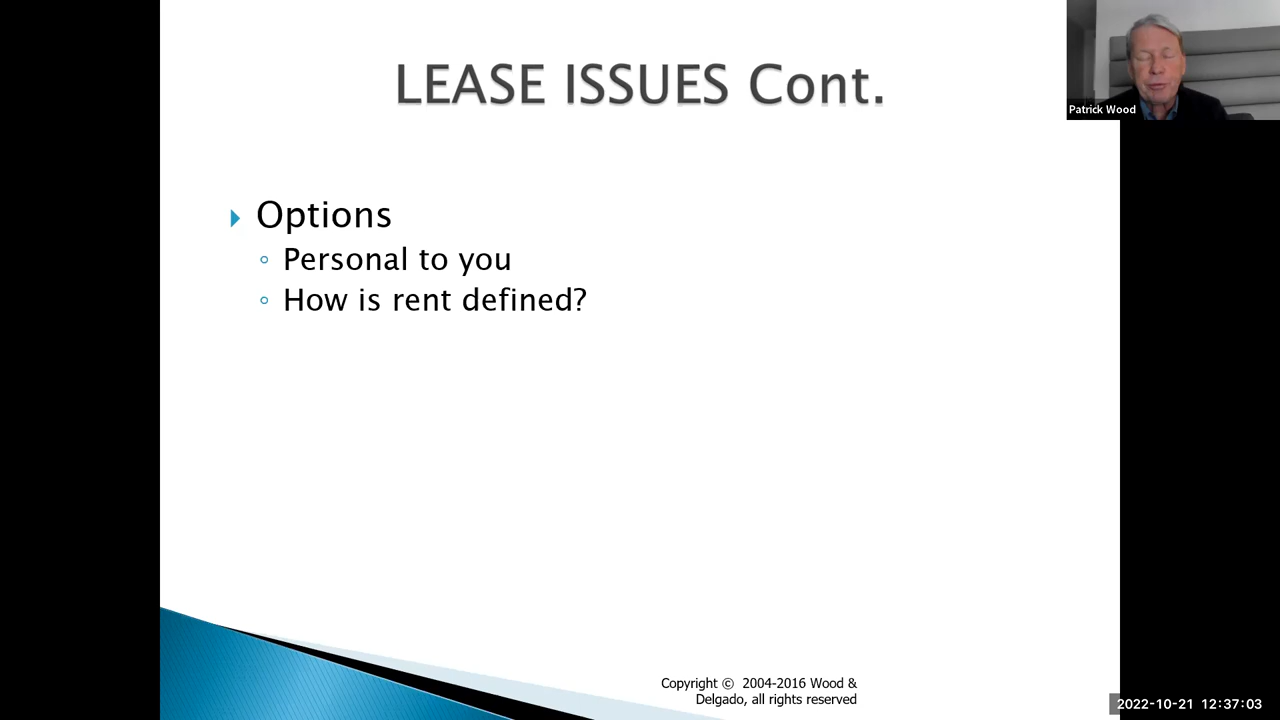 LEASE ISSUES Cont.
Patrick Wood
Options
Personal to you
How is rent defined?
Copyright © 2004-2016 Wood &
Delgado, all rights reserved
2022-10-21 12:37:03